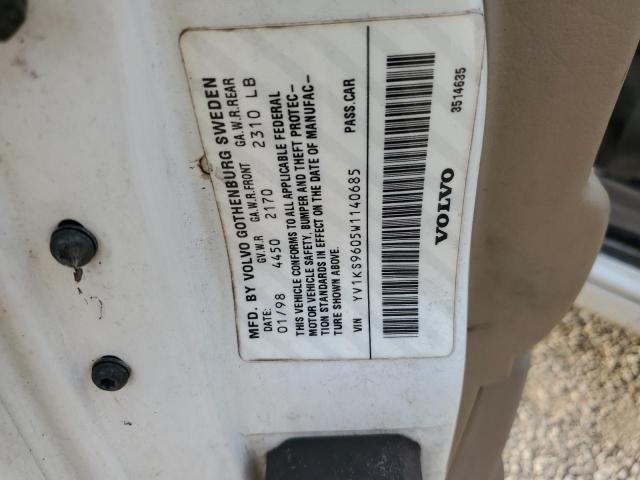 MFD. BY VOLVO GOTHENBURG SWEDEN
G.V.W.R GA.W.R.FRONT GA.W.R.REAR
DATE:
01/98 4450 2170 2310 LB
THIS VEHICLE CONFORMS TO ALL APPLICABLE FEDERAL
MOTOR VEHICLE SAFETY, BUMPER AND THEFT PROTEC-
TION STANDARDS IN EFFECT ON THE DATE OF MANUFAC-
TURE SHOWN ABOVE.
VIN YV1KS9605W1140685 PASS.CAR
VOLVO 3514635